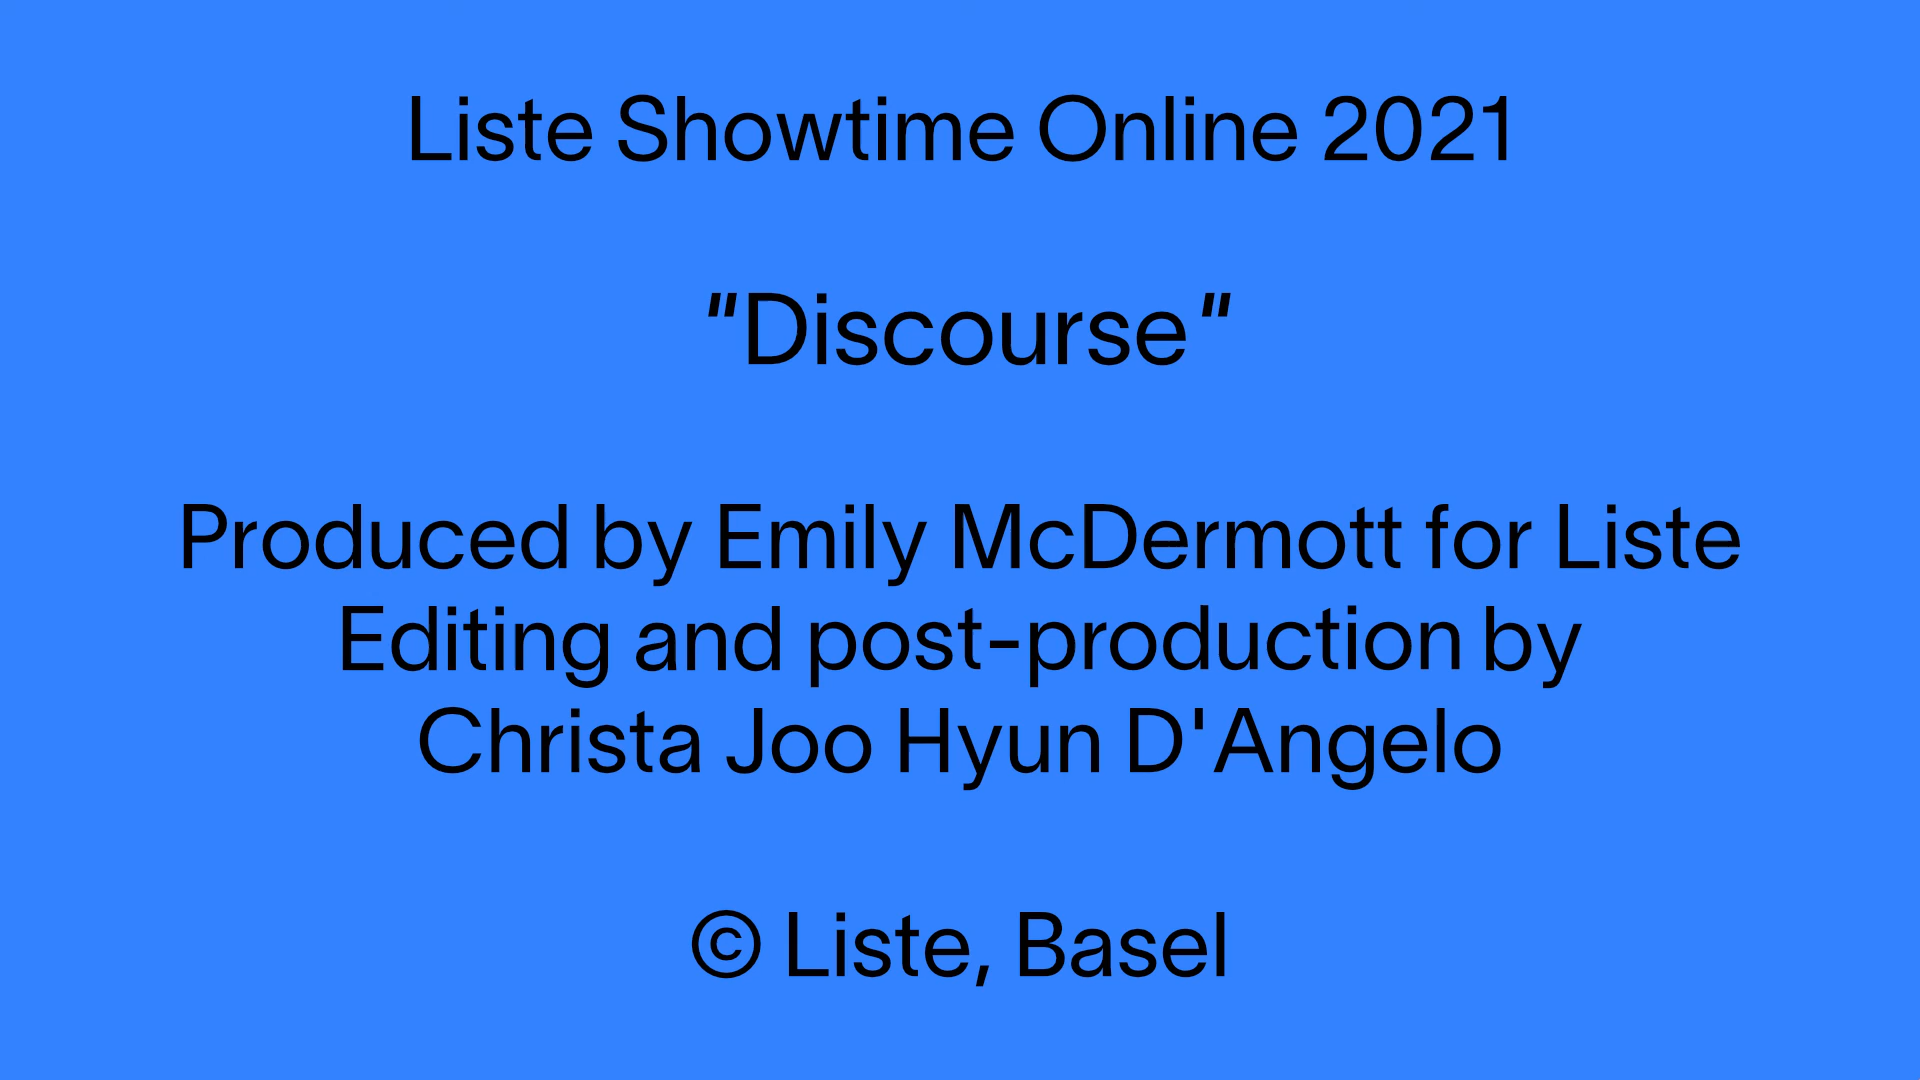 Liste Showtime Online 2021
"Discourse"
Produced by Emily McDermott for Liste
Editing and post-production by
Christa Joo Hyun D'Angelo
© Liste, Basel